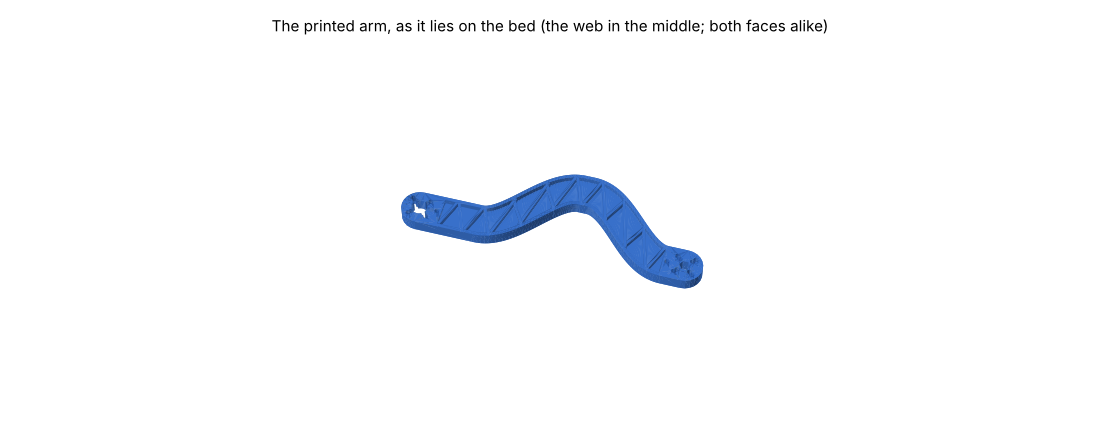 The printed arm, as it lies on the bed (the web in the middle; both faces alike)